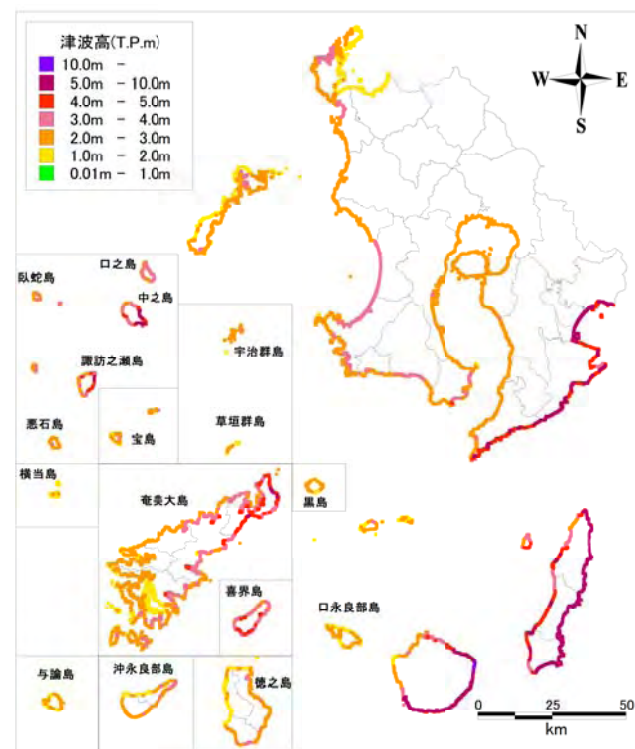 津波高(T.P.m)
10.0m -
5.0m - 10.0m
4.0m - 5.0m
3.0m - 4.0m
2.0m - 3.0m
1.0m - 2.0m
0.01m - 1.0m
N
W E
S
口之島
臥蛇島
中之島
諏訪之瀬島
宇治群島
悪石島
宝島
草垣群島
横当島
奄美大島
黒島
喜界島
口永良部島
与論島
沖永良部島
徳之島
0 25 50
km